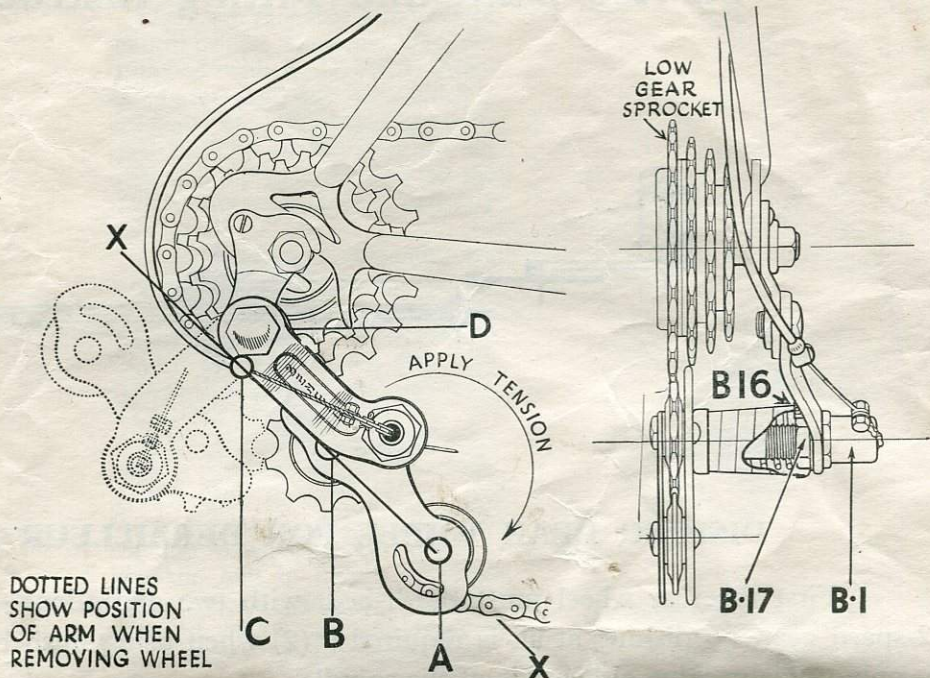 LOW
GEAR
SPROCKET
X
D
APPLY TENSION
B16
DOTTED LINES
SHOW POSITION
OF ARM WHEN
REMOVING WHEEL
C
B
A
X
B·17
B·1